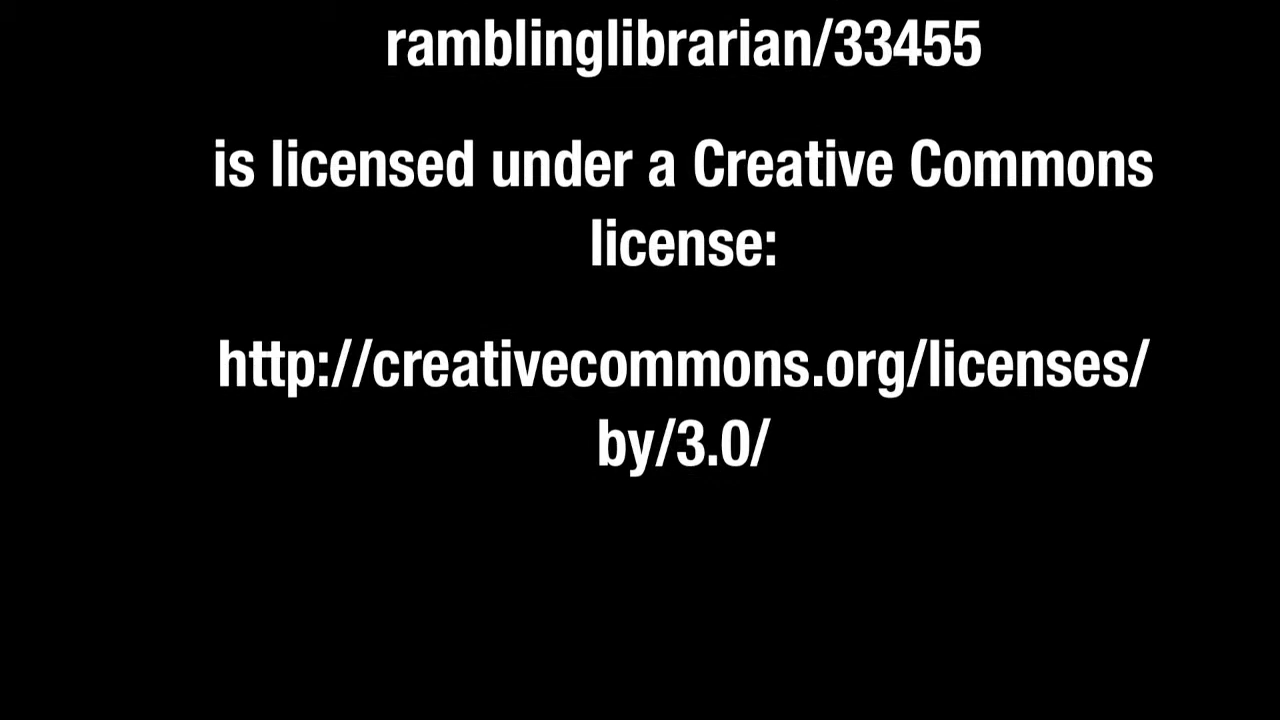 ramblinglibrarian/33455
is licensed under a Creative Commons
license:
http://creativecommons.org/licenses/
by/3.0/